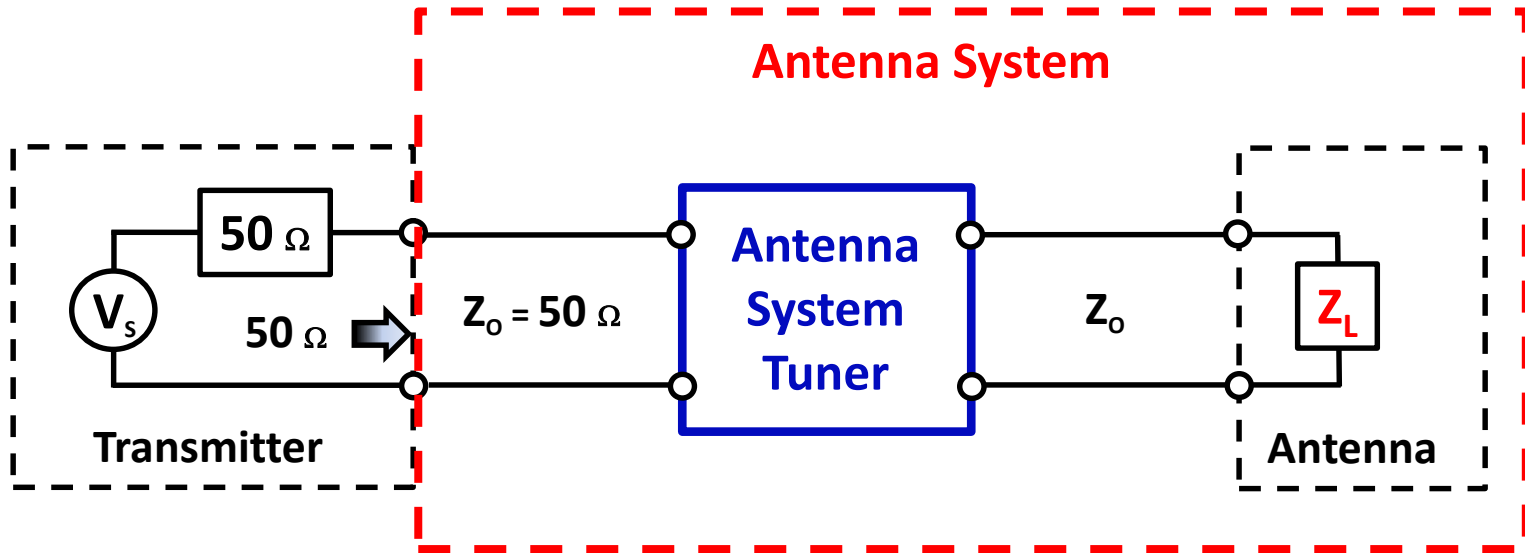 Antenna System
50 Ω
Vs
50 Ω
Zo = 50 Ω
Antenna
System
Tuner
Zo
ZL
Transmitter
Antenna